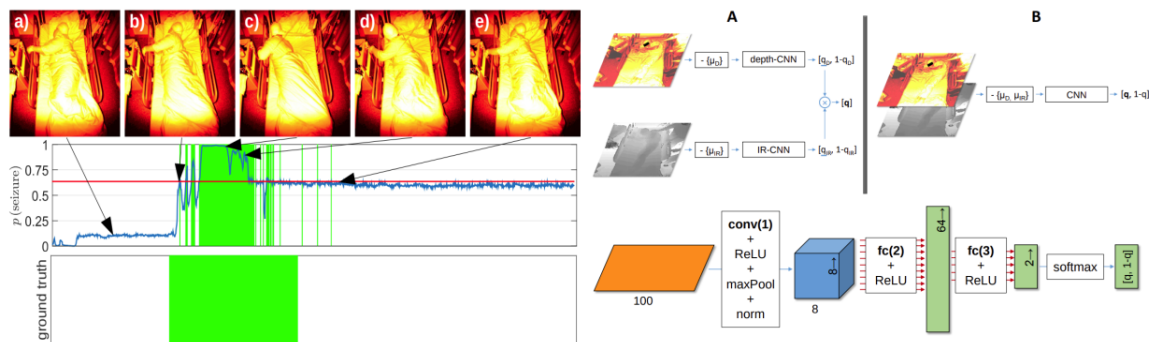 a)
b)
c)
d)
e)
1
0.75
0.50
0.25
0
p (seizure)
ground truth
A
- {μD}
depth-CNN
[qD, 1-qD]
[q]
- {μIR}
IR-CNN
[qIR, 1-qIR]
B
- {μD, μIR}
CNN
[q, 1-q]
100
conv(1)
+
ReLU
+
maxPool
+
norm
8→
8
fc(2)
+
ReLU
64→
fc(3)
+
ReLU
2→
softmax
[q, 1-q]